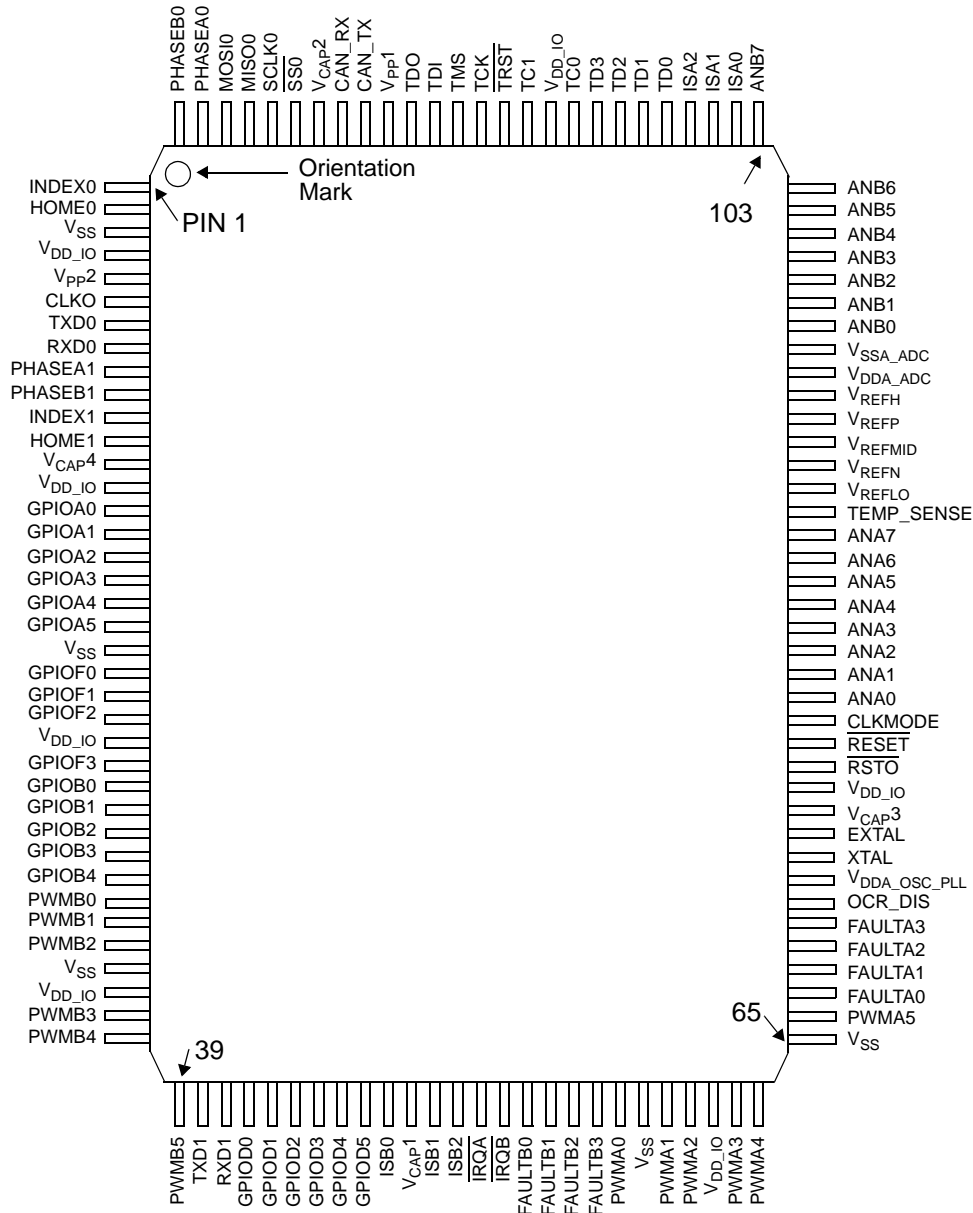 PHASEB0
PHASEA0
MOSI0
MISO0
SCLK0
SS0
VCAP2
CAN_RX
CAN_TX
VPP1
TDO
TDI
TMS
TCK
TRST
TC1
VDD_IO
TC0
TD3
TD2
TD1
TD0
ISA2
ISA1
ISA0
ANB7
Orientation
Mark
PIN 1
103
INDEX0
HOME0
VSS
VDD_IO
VPP2
CLKO
TXD0
RXD0
PHASEA1
PHASEB1
INDEX1
HOME1
VCAP4
VDD_IO
GPIOA0
GPIOA1
GPIOA2
GPIOA3
GPIOA4
GPIOA5
VSS
GPIOF0
GPIOF1
GPIOF2
VDD_IO
GPIOF3
GPIOB0
GPIOB1
GPIOB2
GPIOB3
GPIOB4
PWMB0
PWMB1
PWMB2
VSS
VDD_IO
PWMB3
PWMB4
ANB6
ANB5
ANB4
ANB3
ANB2
ANB1
ANB0
VSSA_ADC
VDDA_ADC
VREFH
VREFP
VREFMID
VREFN
VREFLO
TEMP_SENSE
ANA7
ANA6
ANA5
ANA4
ANA3
ANA2
ANA1
ANA0
CLKMODE
RESET
RSTO
VDD_IO
VCAP3
EXTAL
XTAL
VDDA_OSC_PLL
OCR_DIS
FAULTA3
FAULTA2
FAULTA1
FAULTA0
PWMA5
VSS
39
65
PWMB5
TXD1
RXD1
GPIOD0
GPIOD1
GPIOD2
GPIOD3
GPIOD4
GPIOD5
ISB0
VCAP1
ISB1
ISB2
IRQA
IRQB
FAULTB0
FAULTB1
FAULTB2
FAULTB3
PWMA0
VSS
PWMA1
PWMA2
VDD_IO
PWMA3
PWMA4